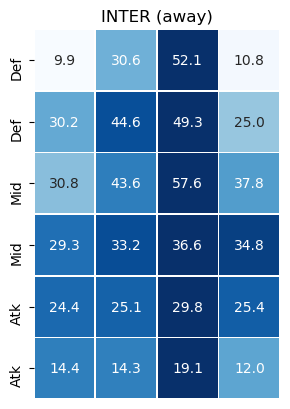 INTER (away)
Def 9.9 30.6 52.1 10.8
Def 30.2 44.6 49.3 25.0
Mid 30.8 43.6 57.6 37.8
Mid 29.3 33.2 36.6 34.8
Atk 24.4 25.1 29.8 25.4
Atk 14.4 14.3 19.1 12.0